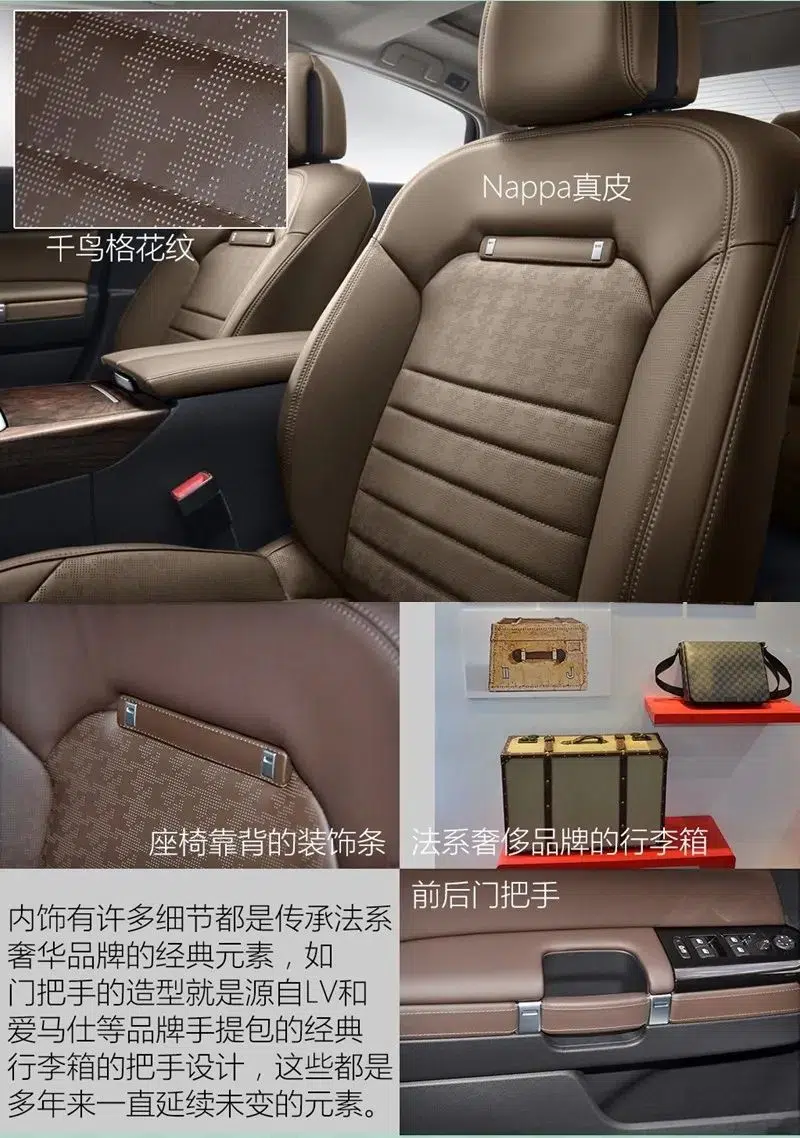 Nappa真皮
千鸟格花纹
座椅靠背的装饰条
法系奢侈品牌的行李箱
前后门把手
内饰有许多细节都是传承法系
奢华品牌的经典元素，如
门把手的造型就是源自LV和
爱马仕等品牌手提包的经典
行李箱的把手设计，这些都是
多年来一直延续未变的元素。